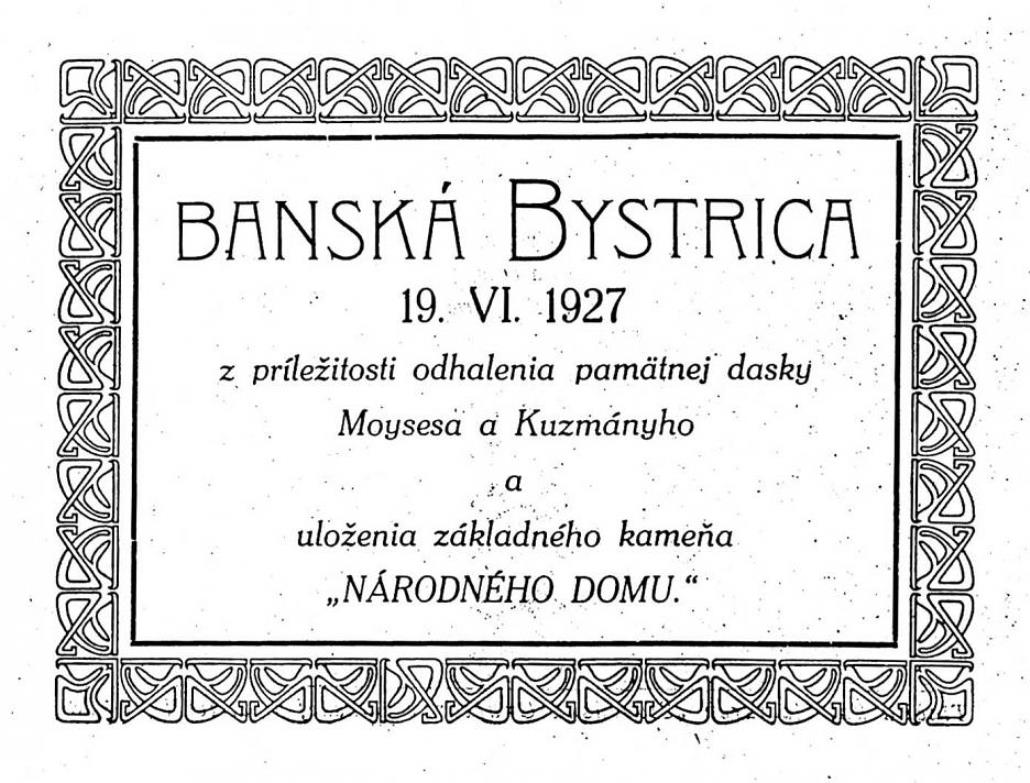 BANSKÁ BYSTRICA
19. VI. 1927
z príležitosti odhalenia pamätnej dasky
Moysesa a Kuzmányho
a
uloženia základného kameňa
„NÁRODNÉHO DOMU.“